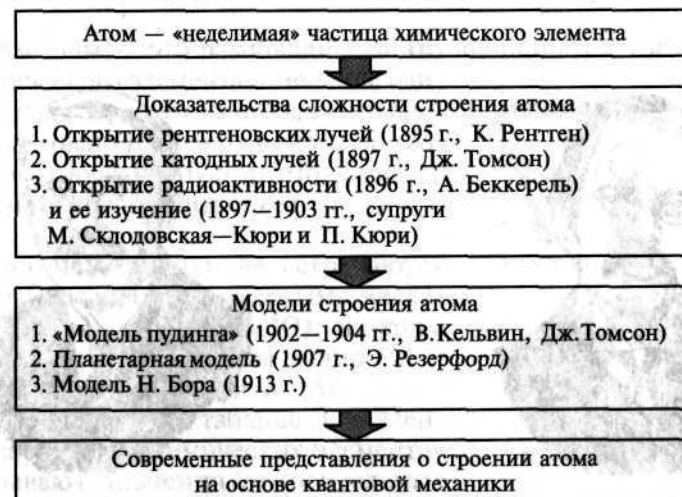 Атом — «неделимая» частица химического элемента
Доказательства сложности строения атома
1. Открытие рентгеновских лучей (1895 г., К. Рентген)
2. Открытие катодных лучей (1897 г., Дж. Томсон)
3. Открытие радиоактивности (1896 г., А. Беккерель)
и ее изучение (1897—1903 гг., супруги
М. Склодовская—Кюри и П. Кюри)
Модели строения атома
1. «Модель пудинга» (1902—1904 гг., В.Кельвин, Дж.Томсон)
2. Планетарная модель (1907 г., Э. Резерфорд)
3. Модель Н. Бора (1913 г.)
Современные представления о строении атома
на основе квантовой механики